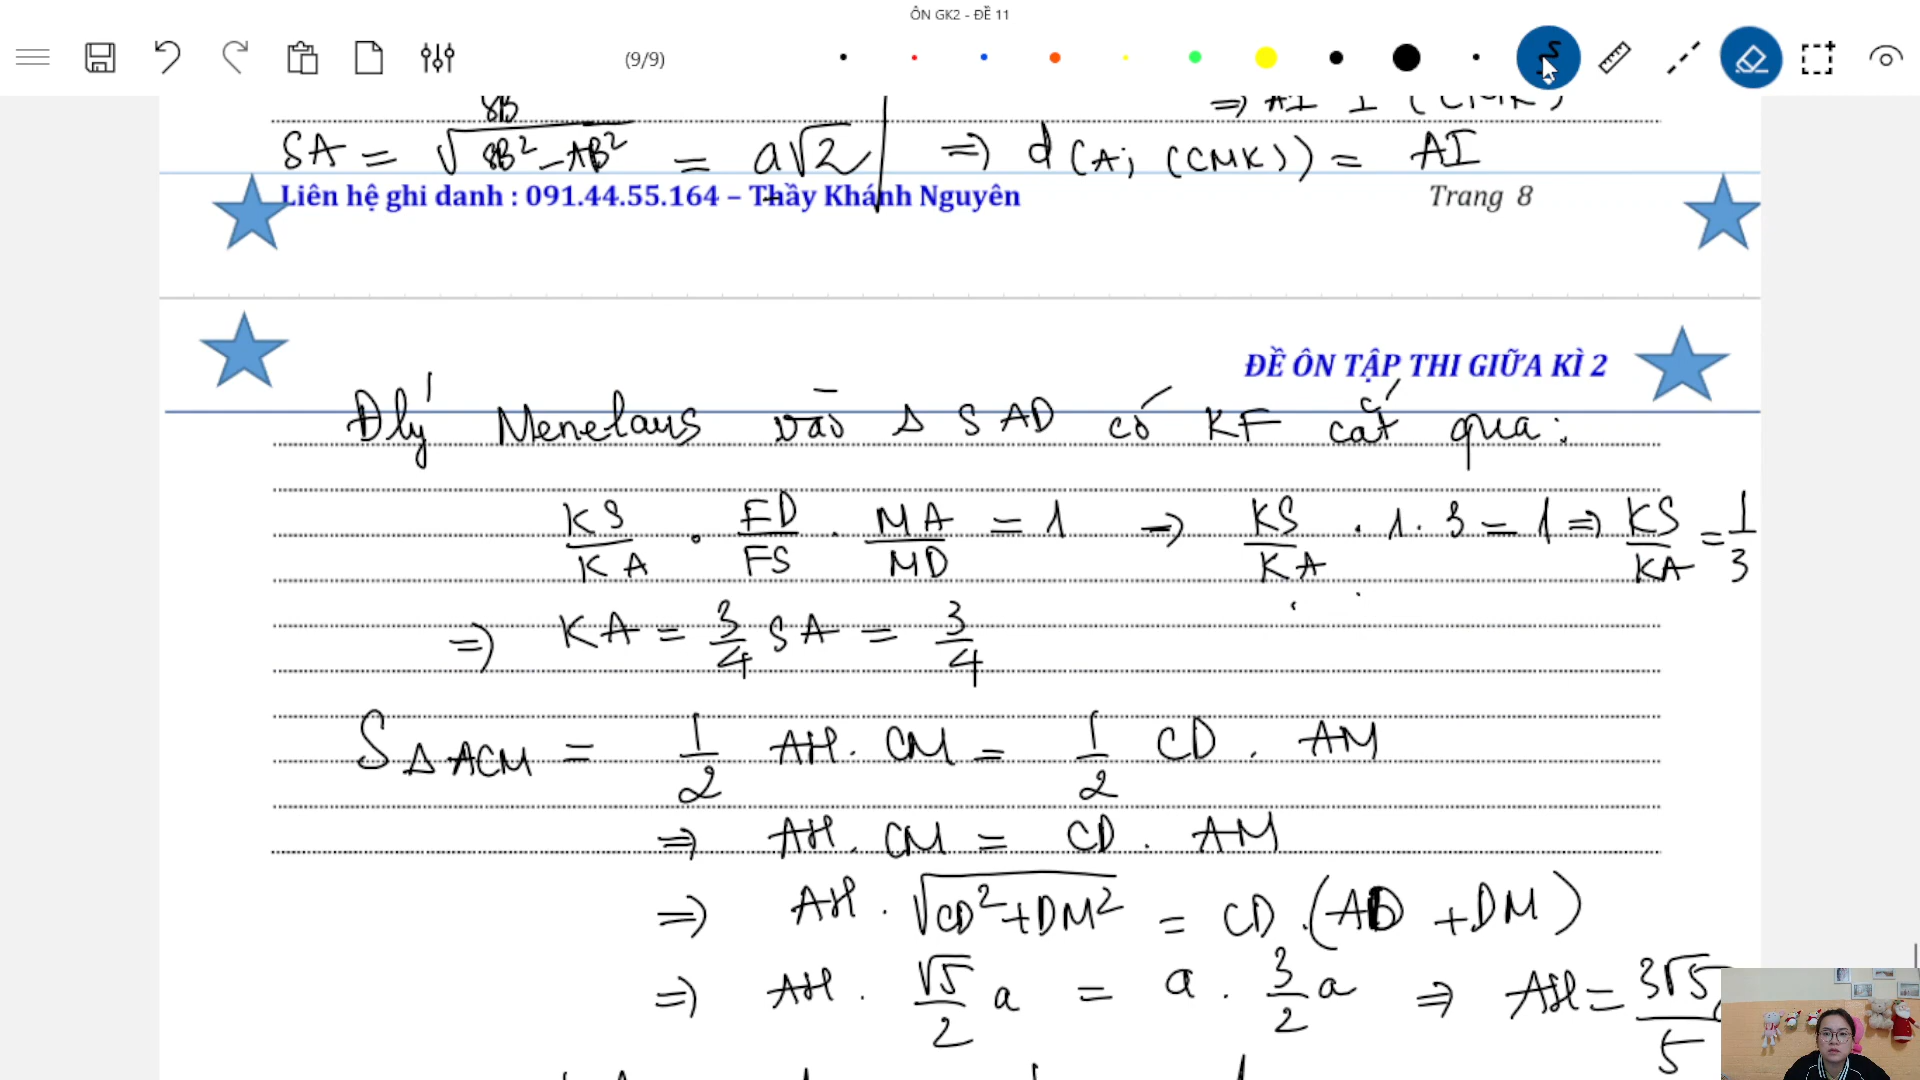 ÔN GK2 - ĐỀ 11
(9/9)
SB
SA = √(SB² - AB²) = a√2 | => d(A; (CMK)) = AI
Liên hệ ghi danh : 091.44.55.164 – Thầy Khánh Nguyên
Trang 8
ĐỀ ÔN TẬP THI GIỮA KÌ 2
Đlý Menelaus vào Δ SAD có KF cắt qua:
KS/KA . FD/FS . MA/MD = 1 => KS/KA . 1 . 3 = 1 => KS/KA = 1/3
=> KA = 3/4 SA = 3/4
SΔACM = 1/2 AH . CM = 1/2 CD . AM
=> AH . CM = CD . AM
=> AH . √(CD² + DM²) = CD . (AD + DM)
=> AH . √5/2 a = a . 3/2 a => AH = 3√5/5